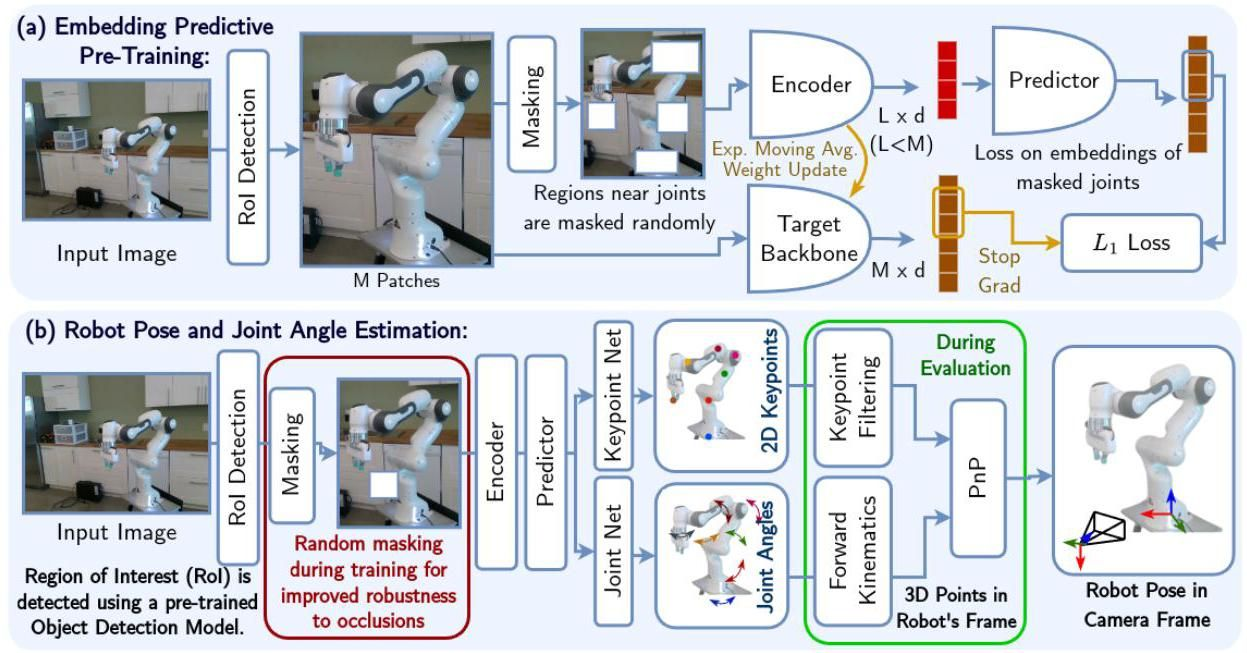 (a) Embedding Predictive
Pre-Training:
Input Image
RoI Detection
M Patches
Masking
Regions near joints
are masked randomly
Encoder
Exp. Moving Avg.
Weight Update
Target
Backbone
L x d
(L<M)
M x d
Predictor
Loss on embeddings of
masked joints
Stop
Grad
L1 Loss
(b) Robot Pose and Joint Angle Estimation:
Input Image
Region of Interest (RoI) is
detected using a pre-trained
Object Detection Model.
RoI Detection
Masking
Random masking
during training for
improved robustness
to occlusions
Encoder
Predictor
Keypoint Net
Joint Net
2D Keypoints
Joint Angles
During
Evaluation
Keypoint
Filtering
Forward
Kinematics
PnP
3D Points in
Robot's Frame
Robot Pose in
Camera Frame